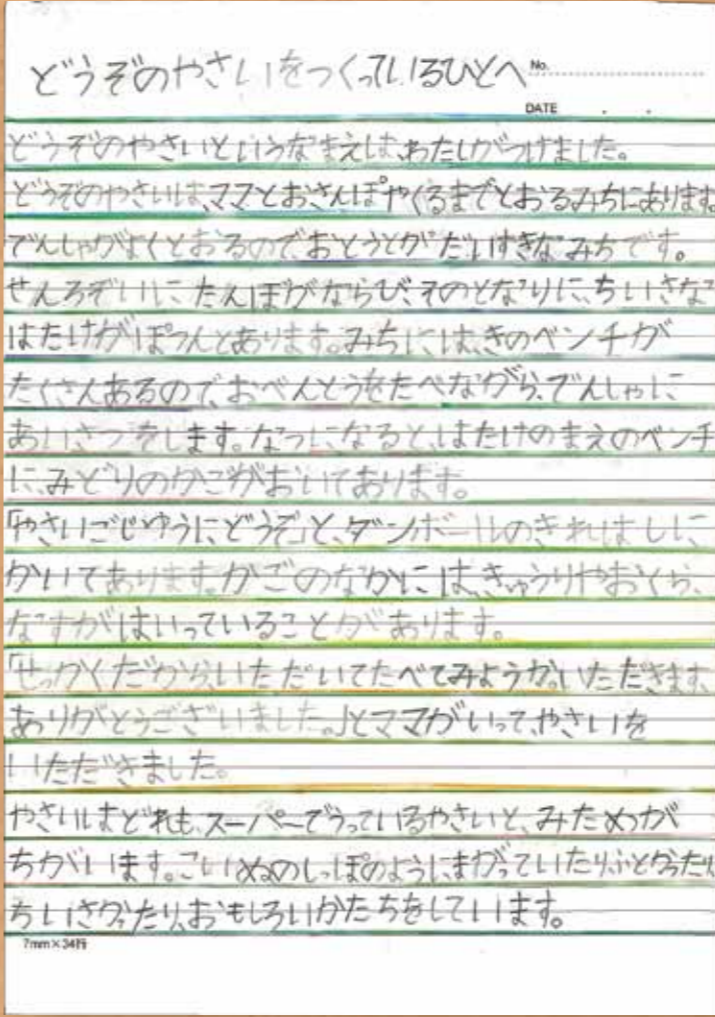 どうぞのやさいをつくっているひとへ
No.
DATE . .
どうぞのやさいというなまえは、わたしがつけました。
どうぞのやさいは、ママとおさんぽやくるまでとおるみちにあります。
でんしゃがよくとおるのでおとうとがだいすきなみちです。
せんろぞいに、たんぼがならび、そのとなりに、ちいさな
はたけがぽつんとあります。みちには、きのベンチが
たくさんあるので、おべんとうをたべながら、でんしゃに
あいさつをします。なつになると、はたけのまえのベンチ
に、みどりのかごがおいてあります。
「やさいごじゆうにどうぞ」と、ダンボールのきれはしに
かいてあります。かごのなかには、きゅうりやおくら、
なすがはいっていることがあります。
「せっかくだから、いただいてたべてみようか。いただきます、
ありがとうございました。」とママがいって、やさいを
いただきました。
やさいはどれも、スーパーでうっているやさいと、みためが
ちがいます。こいぬのしっぽのようにまがっていたり、ふとかったり
ちいさかったり、おもしろいかたちをしています。
7mm×34行